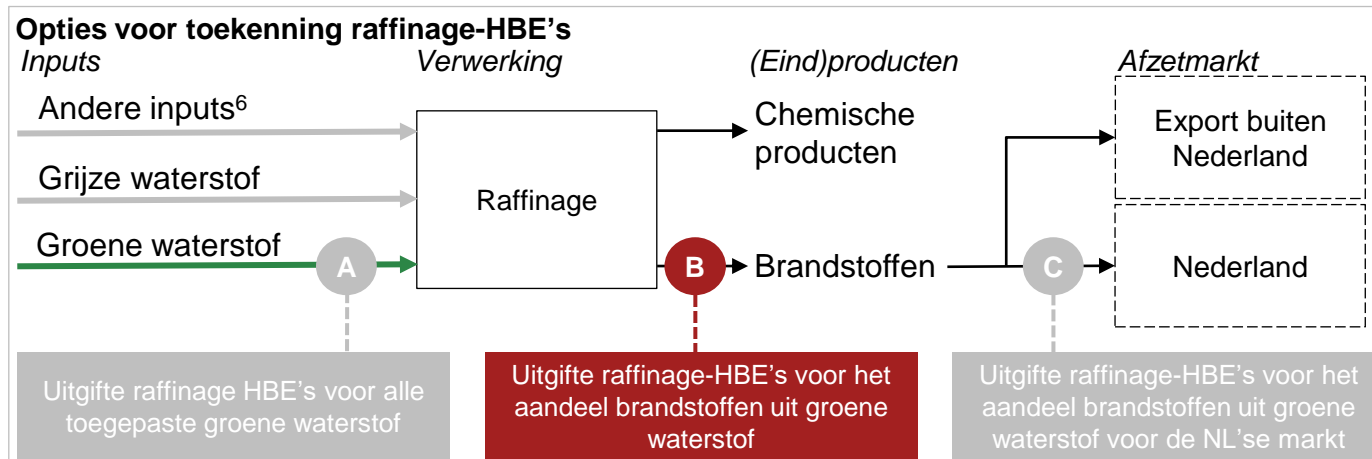 Opties voor toekenning raffinage-HBE's
Inputs
Verwerking
(Eind)producten
Afzetmarkt
Andere inputs⁶
Grijze waterstof
Groene waterstof
A
Raffinage
B
Chemische
producten
Brandstoffen
C
Export buiten
Nederland
Nederland
Uitgifte raffinage HBE's voor alle
toegepaste groene waterstof
Uitgifte raffinage-HBE's voor het
aandeel brandstoffen uit groene
waterstof
Uitgifte raffinage-HBE's voor het
aandeel brandstoffen uit groene
waterstof voor de NL'se markt